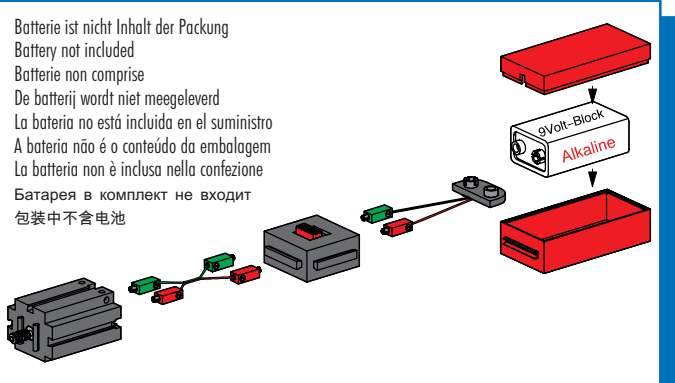 Batterie ist nicht Inhalt der Packung
Battery not included
Batterie non comprise
De batterij wordt niet meegeleverd
La bateria no está incluida en el suministro
A bateria não é o conteúdo da embalagem
La batteria non è inclusa nella confezione
Батарея в комплект не входит
包装中不含电池
9Volt-Block
Alkaline